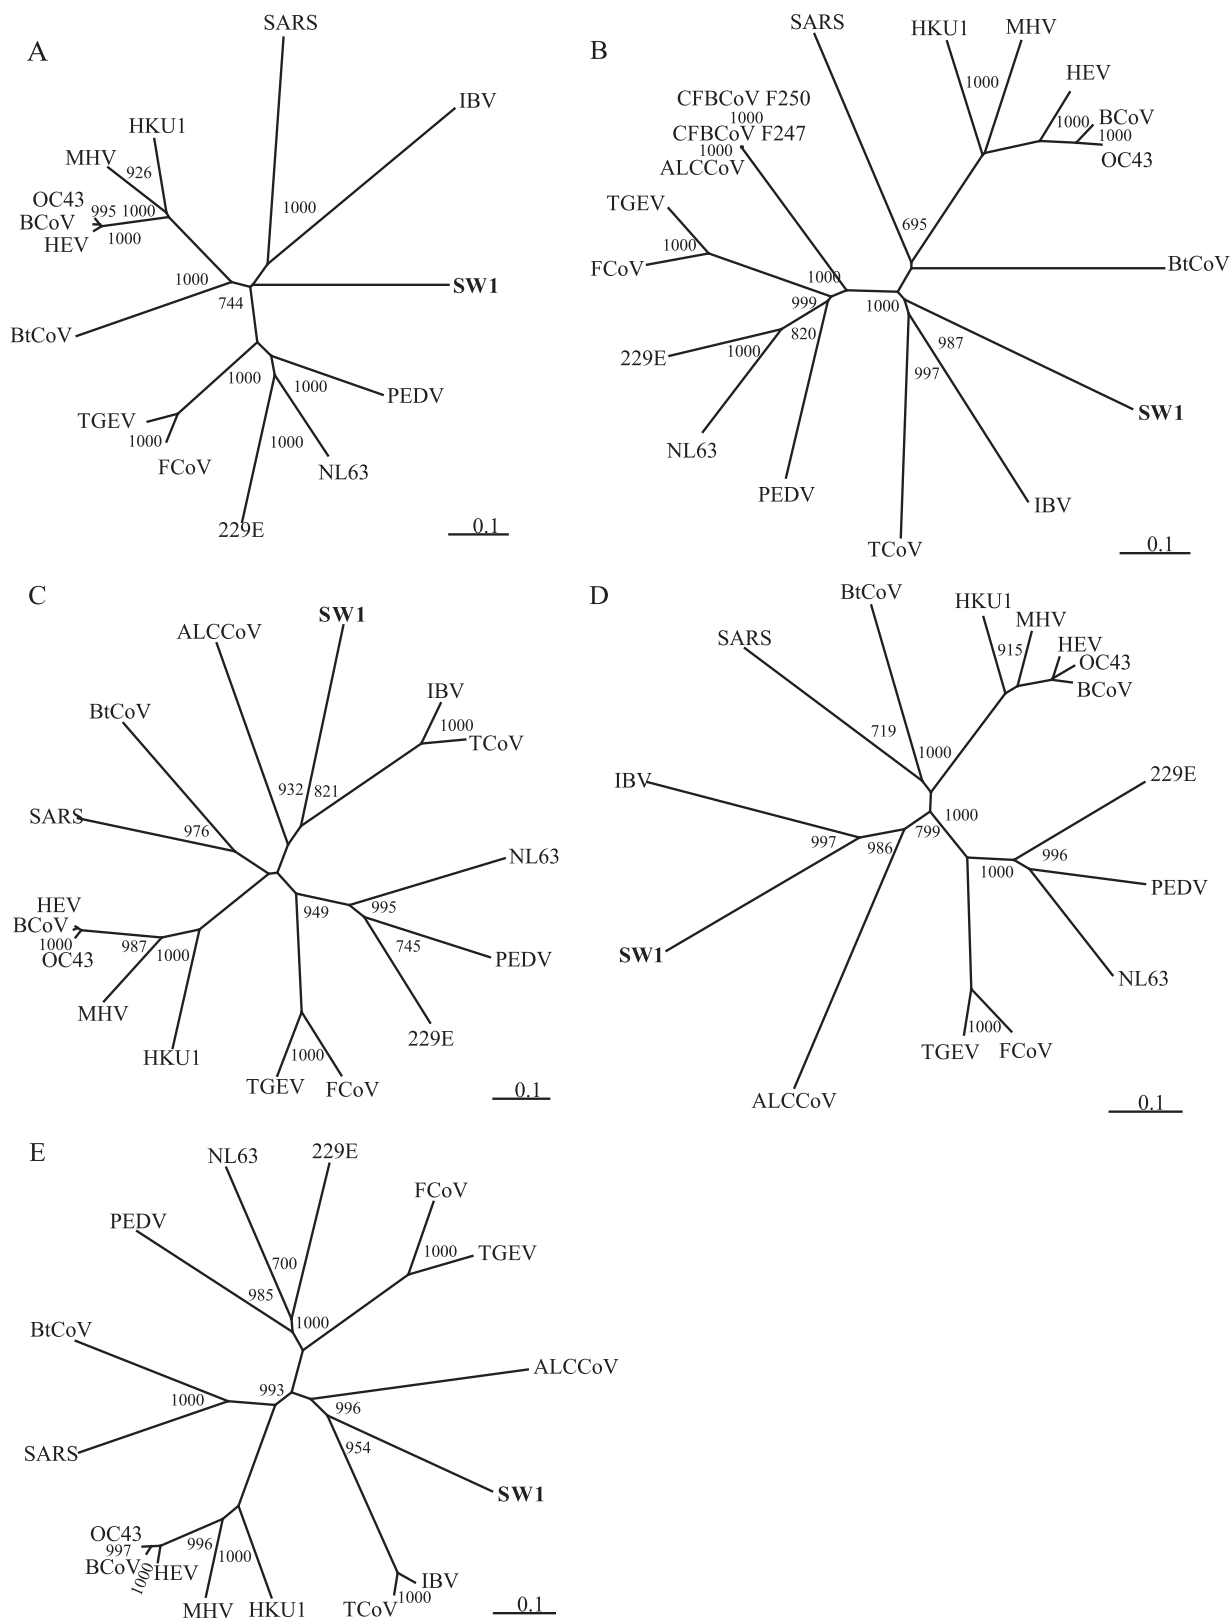 A
SARS
IBV
HKU1
MHV
926
OC43
995 1000
BCoV
HEV
1000
1000
1000
744
SW1
BtCoV
PEDV
1000
1000
TGEV
1000
1000
FCoV
NL63
229E
0.1
B
SARS
HKU1
MHV
HEV
1000
CFBCoV F250
1000
CFBCoV F247
1000
ALCCoV
1000
BCoV
1000
OC43
TGEV
695
1000
FCoV
BtCoV
1000
999
1000
820
987
229E
1000
997
SW1
NL63
PEDV
IBV
TCoV
0.1
C
SW1
ALCCoV
IBV
BtCoV
1000
TCoV
932
821
SARS
976
NL63
HEV
995
BCoV
949
1000
987
745
OC43
1000
PEDV
MHV
229E
HKU1
1000
TGEV
FCoV
0.1
D
BtCoV
HKU1
MHV
SARS
915
HEV
OC43
BCoV
719
1000
IBV
229E
1000
799
997
986
996
1000
PEDV
SW1
NL63
1000
TGEV
FCoV
ALCCoV
0.1
E
NL63
229E
FCoV
PEDV
1000
TGEV
700
985
1000
BtCoV
ALCCoV
993
1000
996
954
SARS
SW1
OC43
997
996
1000
BCoV
HEV
1000
IBV
1000
MHV
HKU1
TCoV
0.1